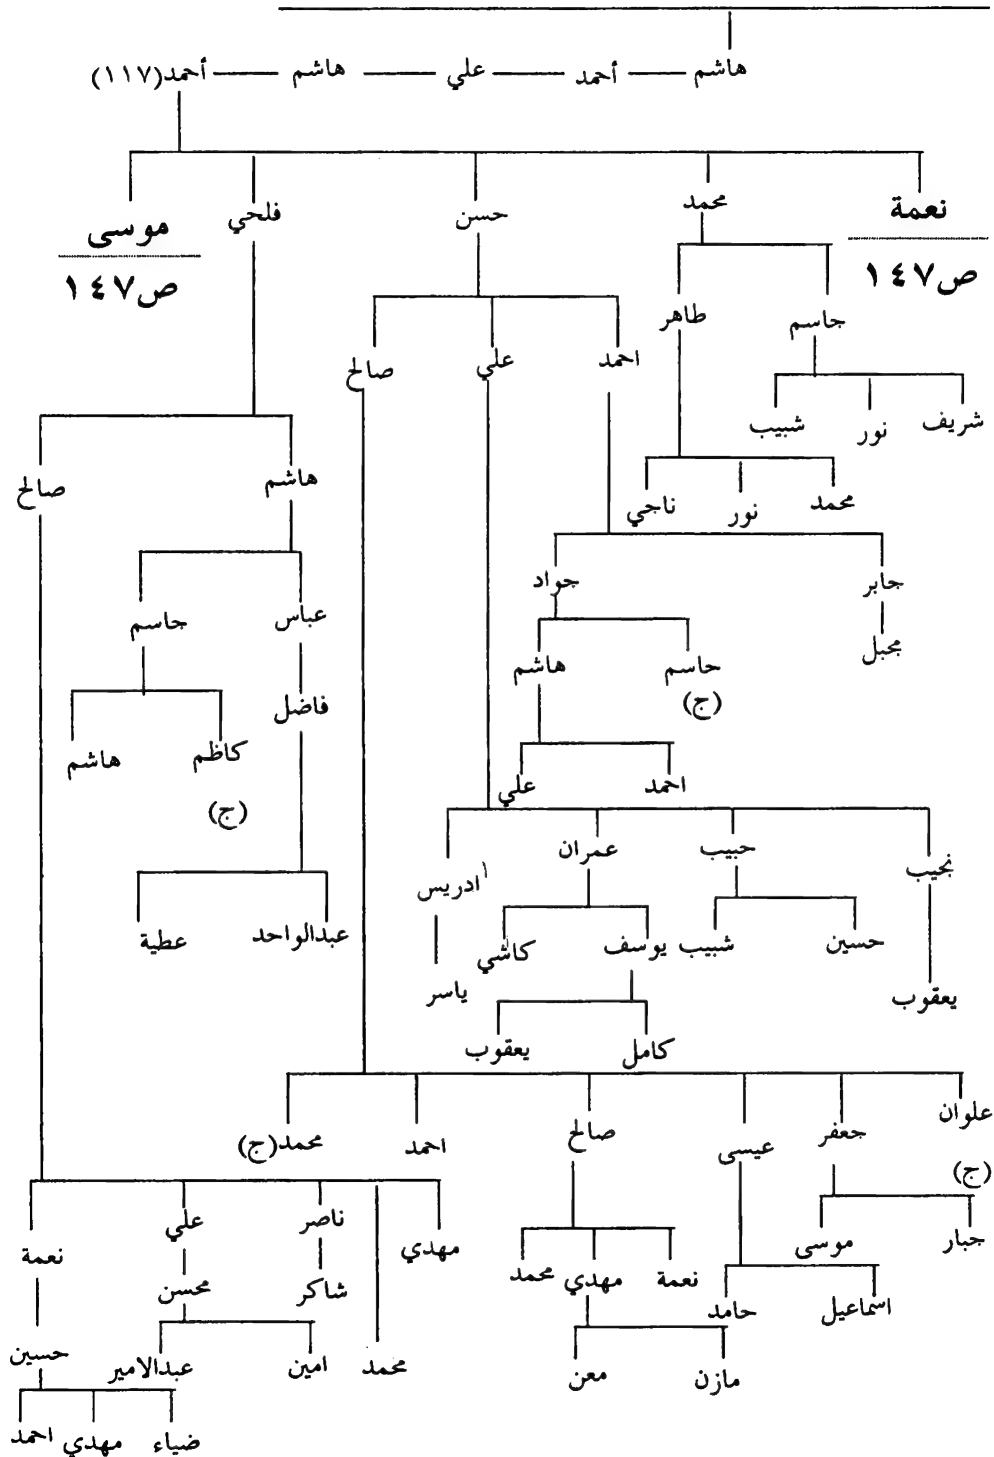 هاشم أحمد علي هاشم أحمد(١١٧)
نعمة محمد حسن فلحي موسى
ص١٤٧ ص١٤٧
جاسم طاهر
احمد علي صالح
شريف نور شبيب
هاشم صالح
محمد نور ناجي
جابر جواد
عباس جاسم
مجبل
حاسم هاشم
(ج)
فاضل
كاظم هاشم
(ج)
احمد علي
نجيب حبيب عمران ادريس
عبدالواحد عطية
حسين شبيب يوسف كاشي
يعقوب ياسر
كامل يعقوب
علوان جعفر عيسى صالح احمد محمد(ج)
(ج)
مهدي ناصر علي نعمة
جبار موسى
نعمة مهدي محمد
شاكر محسن
اسماعيل حامد
مازن معن
محمد امين عبدالامير حسين
ضياء مهدي احمد